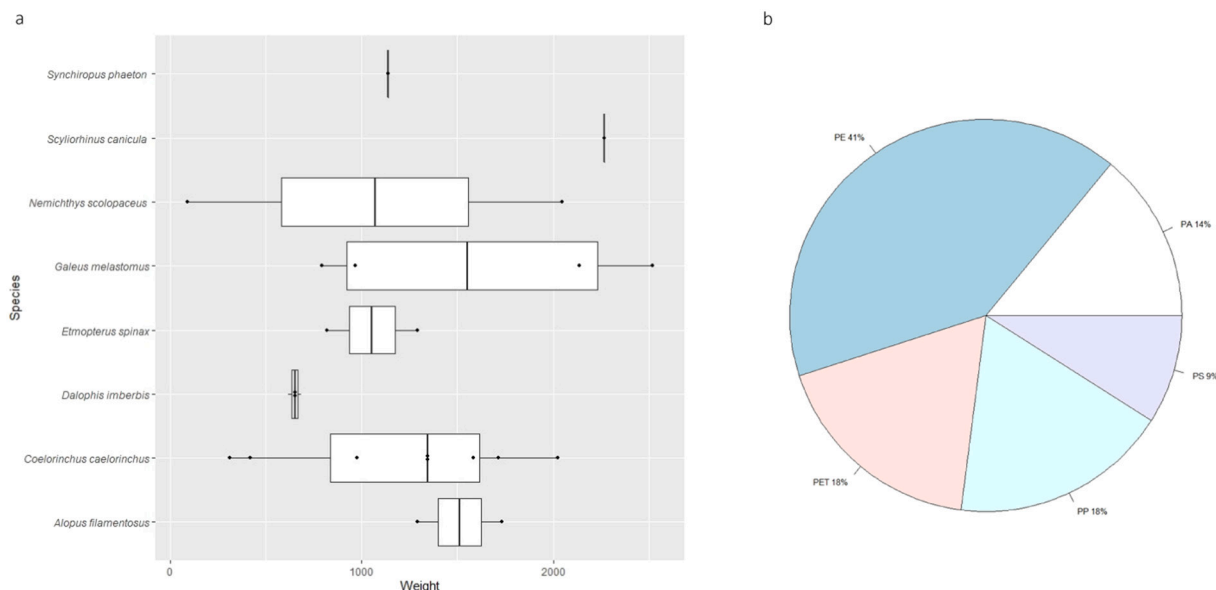 a
b
Synchiropus phaeton
Scyliorhinus canicula
Nemichthys scolopaceus
Galeus melastomus
Etmopterus spinax
Dalophis imberbis
Coelorinchus caelorinchus
Alopus filamentosus
Species
0
1000
2000
Weight
PE 41%
PA 14%
PS 9%
PP 18%
PET 18%